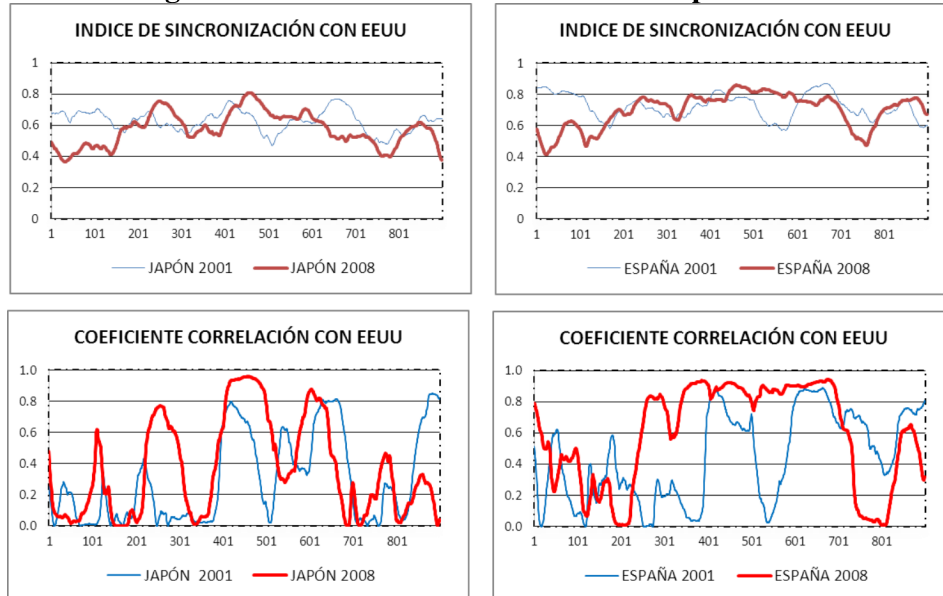 INDICE DE SINCRONIZACIÓN CON EEUU
1
0.8
0.6
0.4
0.2
0
1 101 201 301 401 501 601 701 801
JAPÓN 2001 JAPÓN 2008
INDICE DE SINCRONIZACIÓN CON EEUU
1
0.8
0.6
0.4
0.2
0
1 101 201 301 401 501 601 701 801
ESPAÑA 2001 ESPAÑA 2008
COEFICIENTE CORRELACIÓN CON EEUU
1.0
0.8
0.6
0.4
0.2
0.0
1 101 201 301 401 501 601 701 801
JAPÓN 2001 JAPÓN 2008
COEFICIENTE CORRELACIÓN CON EEUU
1.0
0.8
0.6
0.4
0.2
0.0
1 101 201 301 401 501 601 701 801
ESPAÑA 2001 ESPAÑA 2008